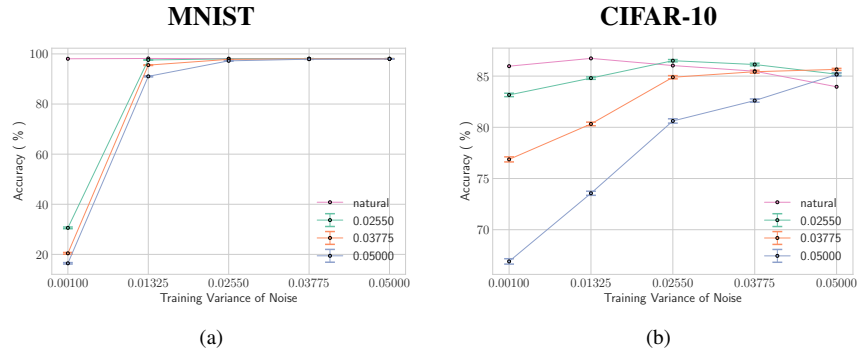 MNIST
100
80
60
40
20
Accuracy ( % )
0.00100
0.01325
0.02550
0.03775
0.05000
Training Variance of Noise
natural
0.02550
0.03775
0.05000
(a)
CIFAR-10
85
80
75
70
Accuracy ( % )
0.00100
0.01325
0.02550
0.03775
0.05000
Training Variance of Noise
natural
0.02550
0.03775
0.05000
(b)